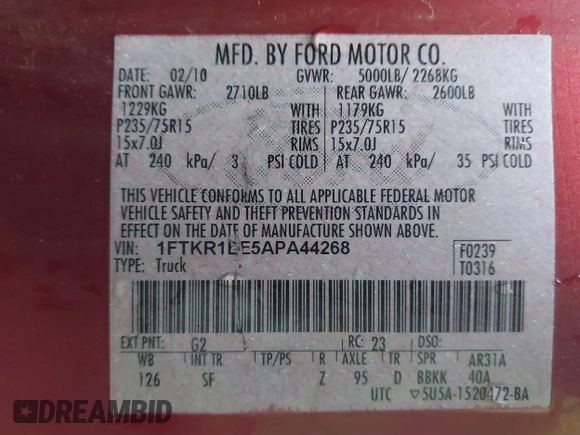 MFD. BY FORD MOTOR CO.
DATE: 02/10 GVWR: 5000LB/ 2268KG
FRONT GAWR: 2710LB REAR GAWR: 2600LB
1229KG WITH 1179KG WITH
P235/75R15 TIRES P235/75R15 TIRES
15x7.0J RIMS 15x7.0J RIMS
AT 240 kPa/ 3 PSI COLD AT 240 kPa/ 35 PSI COLD
THIS VEHICLE CONFORMS TO ALL APPLICABLE FEDERAL MOTOR
VEHICLE SAFETY AND THEFT PREVENTION STANDARDS IN
EFFECT ON THE DATE OF MANUFACTURE SHOWN ABOVE.
VIN: 1FTKR1LE5APA44268 F0239
TYPE: Truck T0316
EXT PNT: G2 RC: 23 DSO:
WB INT TR TP/PS R AXLE TR SPR AR31A
126 SF Z 95 D BBKK 40A
UTC ▽5U5A-1520472-BA
DREAMBID